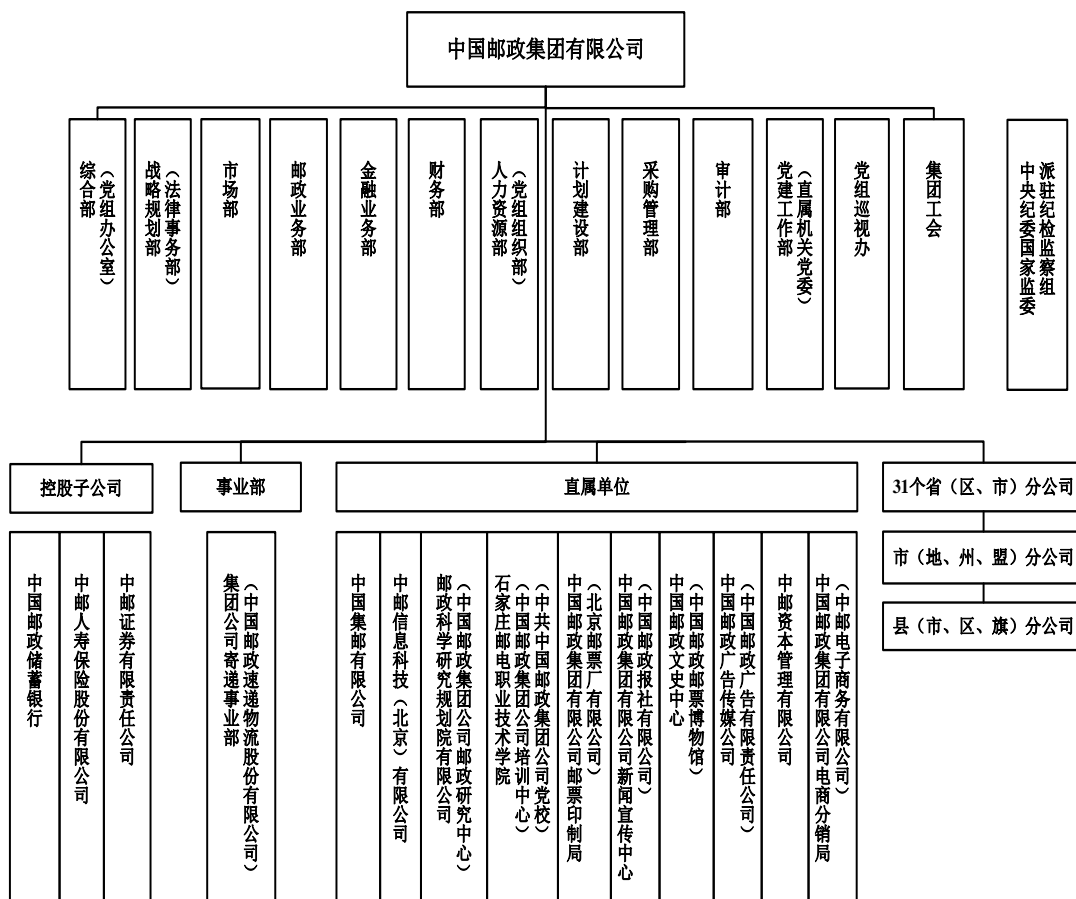 中国邮政集团有限公司
综合部
（党组办公室）
战略规划部
（法律事务部）
市场部
邮政业务部
金融业务部
财务部
人力资源部
（党组组织部）
计划建设部
采购管理部
审计部
党建工作部
（直属机关党委）
党组巡视办
集团工会
中央纪委国家监委
派驻纪检监察组
控股子公司
事业部
直属单位
31个省（区、市）分公司
市（地、州、盟）分公司
县（市、区、旗）分公司
中国邮政储蓄银行
中邮人寿保险股份有限公司
中邮证券有限责任公司
集团公司寄递事业部
（中国邮政速递物流股份有限公司）
中国集邮有限公司
中邮信息科技（北京）有限公司
邮政科学研究规划院有限公司
（中国邮政集团公司邮政研究中心）
石家庄邮电职业技术学院
（中国邮政集团公司培训中心）
（中共中国邮政集团公司党校）
中国邮政集团有限公司邮票印制局
（北京邮票厂有限公司）
中国邮政集团有限公司新闻宣传中心
（中国邮政报社有限公司）
中国邮政文史中心
（中国邮政邮票博物馆）
中国邮政广告传媒公司
（中国邮政广告有限责任公司）
中邮资本管理有限公司
中国邮政集团有限公司电商分销局
（中邮电子商务有限公司）